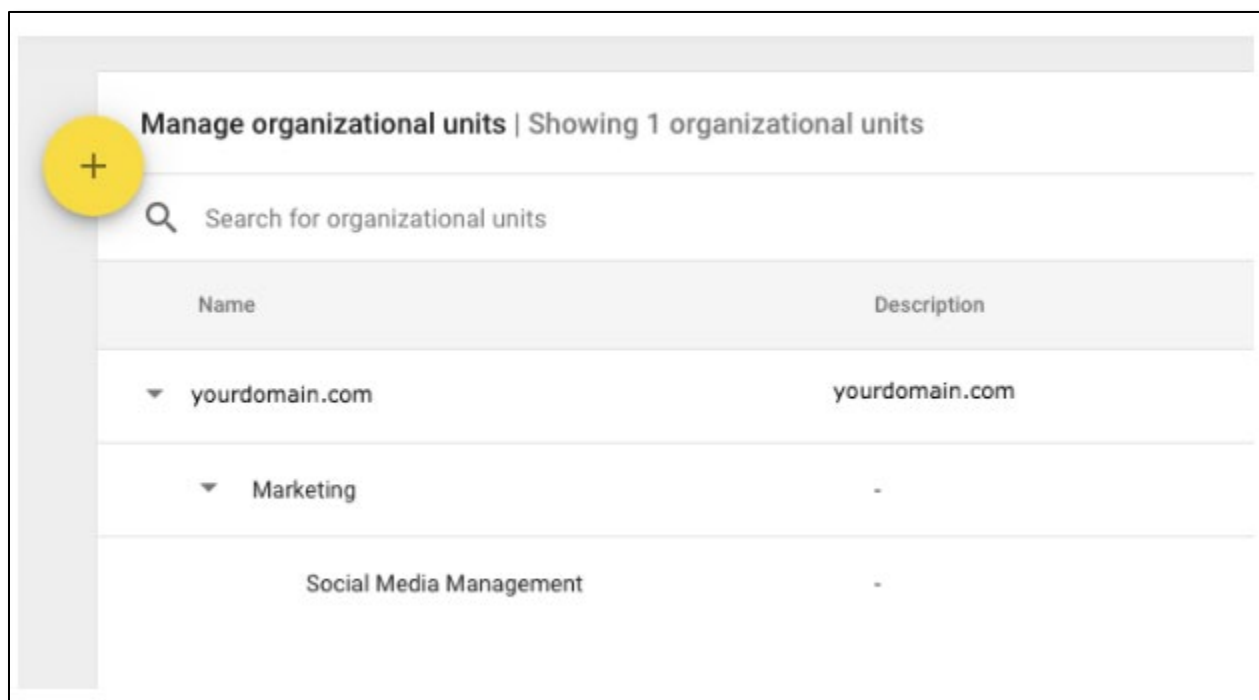 Manage organizational units | Showing 1 organizational units
+
Search for organizational units
Name Description
yourdomain.com yourdomain.com
Marketing -
Social Media Management -